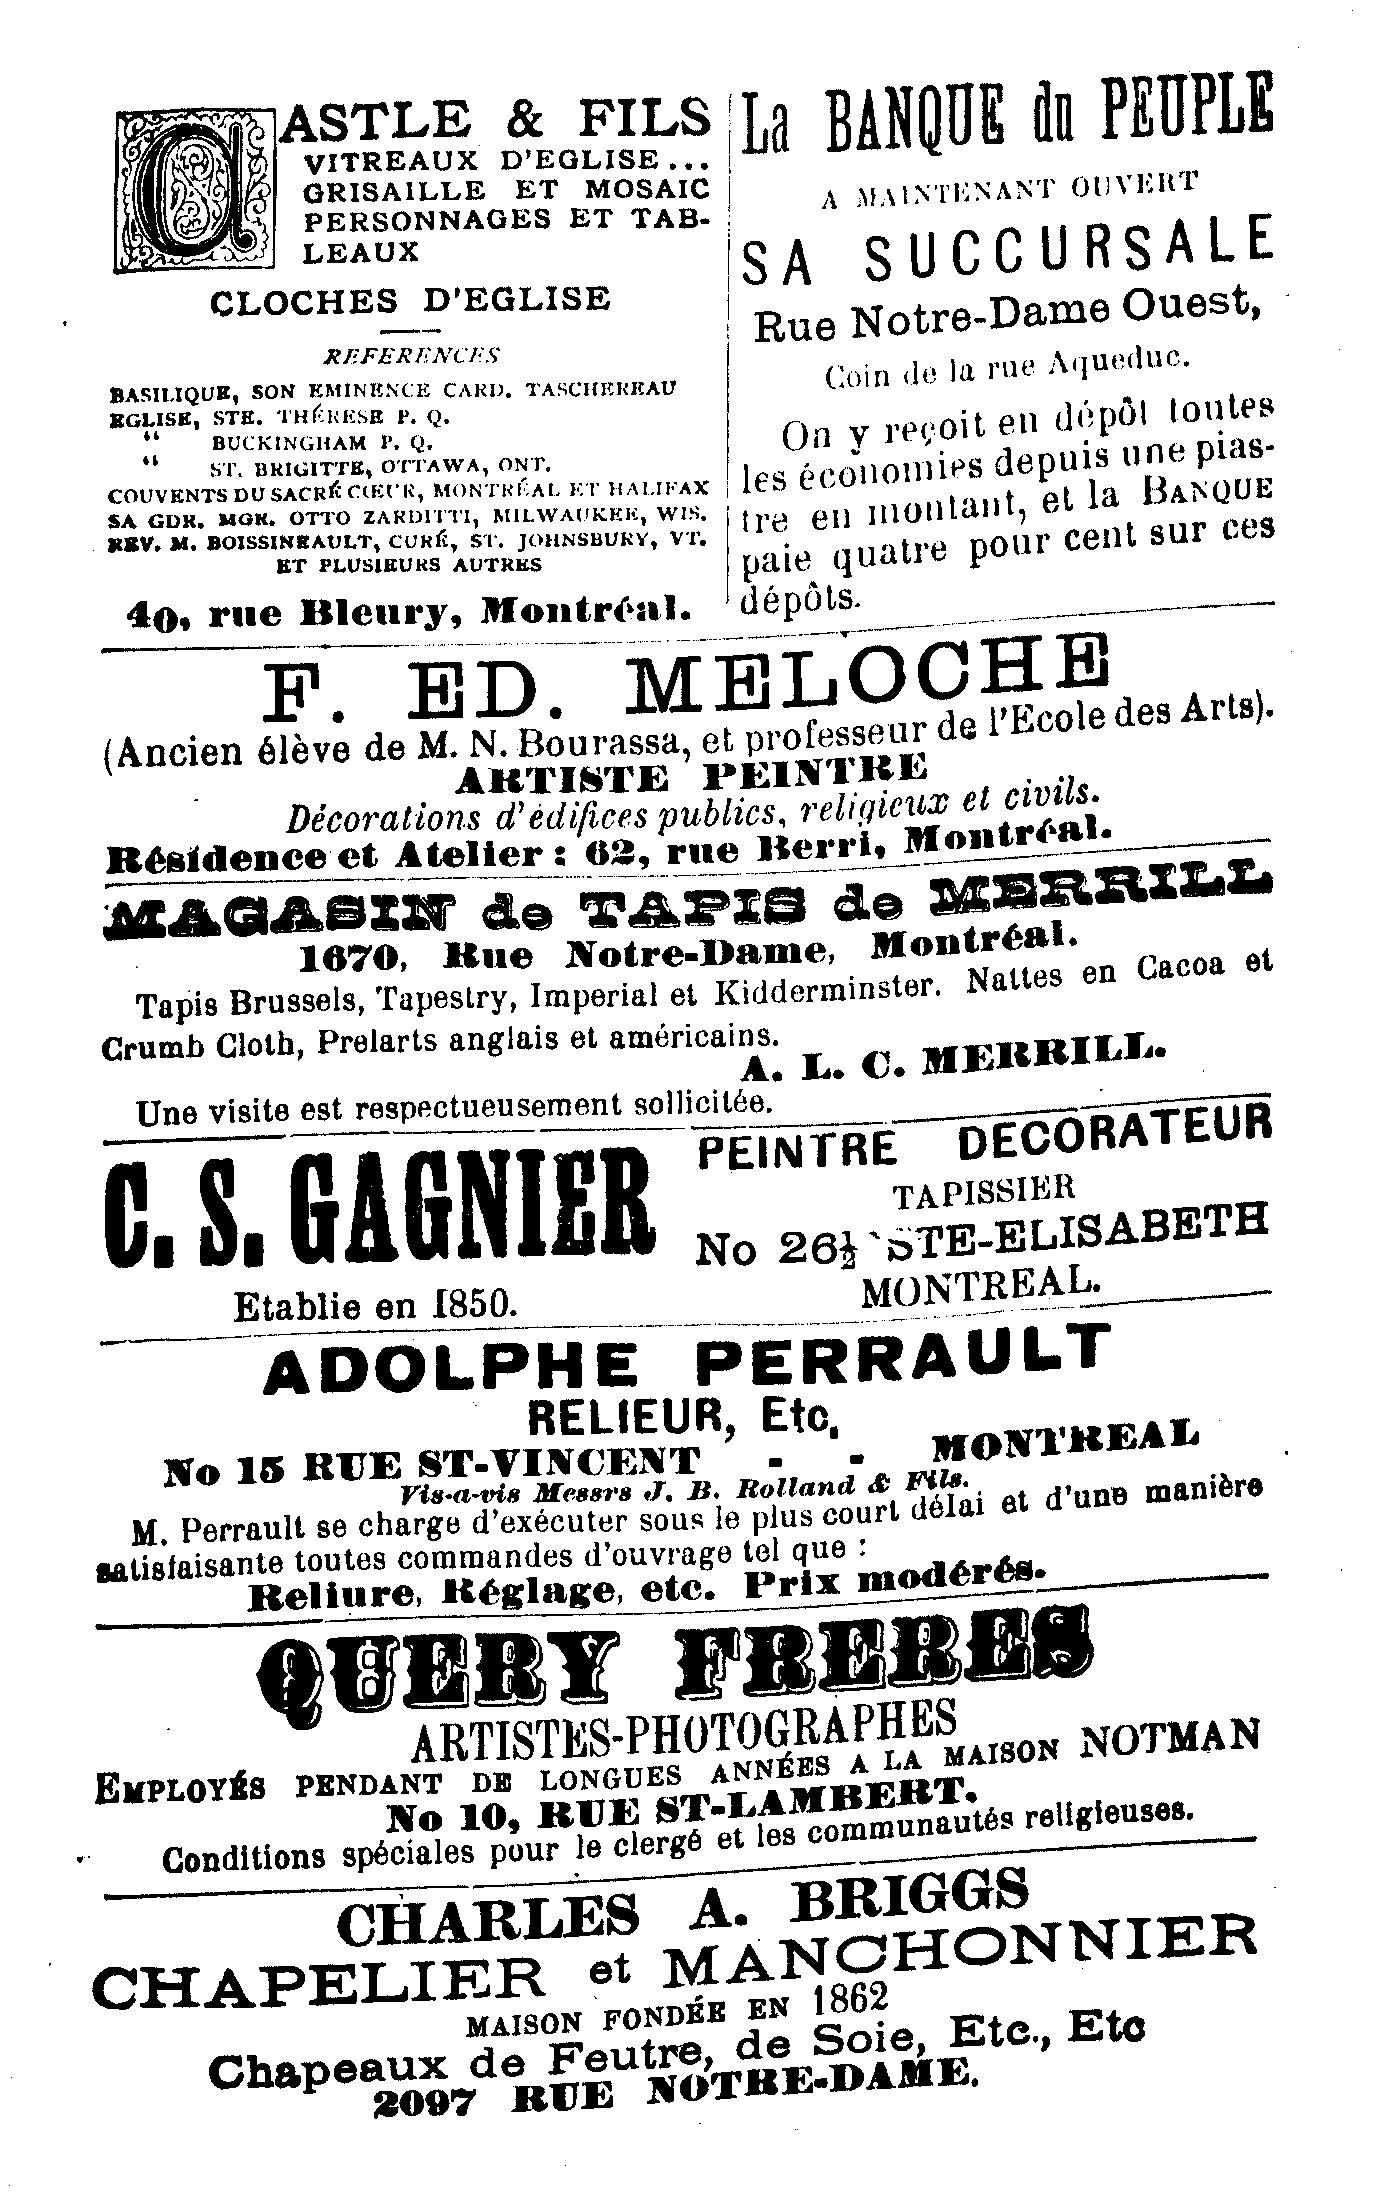 CASTLE & FILS
VITREAUX D'EGLISE...
GRISAILLE ET MOSAIC
PERSONNAGES ET TAB-
LEAUX
CLOCHES D'EGLISE
REFERENCES
BASILIQUE, SON EMINENCE CARD. TASCHEREAU
EGLISE, STE. THÉRESE P. Q.
“ BUCKINGHAM P. Q.
“ ST. BRIGITTE, OTTAWA, ONT.
COUVENTS DU SACRÉ CŒUR, MONTRÉAL ET HALIFAX
SA GDR. MGR. OTTO ZARDITTI, MILWAUKEE, WIS.
REV. M. BOISSINEAULT, CURÉ, ST. JOHNSBURY, VT.
ET PLUSIEURS AUTRES
40, rue Bleury, Montréal.
La BANQUE du PEUPLE
A MAINTENANT OUVERT
SA SUCCURSALE
Rue Notre-Dame Ouest,
Coin de la rue Aqueduc.
On y reçoit en dépôt toutes
les économies depuis une pias-
tre en montant, et la BANQUE
paie quatre pour cent sur ces
dépôts.
F. ED. MELOCHE
(Ancien élève de M. N. Bourassa, et professeur de l'Ecole des Arts).
ARTISTE PEINTRE
Décorations d'édifices publics, religieux et civils.
Résidence et Atelier : 62, rue Berri, Montréal.
MAGASIN de TAPIS de MERRILL
1670, Rue Notre-Dame, Montréal.
Tapis Brussels, Tapestry, Imperial et Kidderminster. Nattes en Cacoa et
Crumb Cloth, Prelarts anglais et américains.
A. L. C. MERRILL.
Une visite est respectueusement sollicitée.
C. S. GAGNIER
Etablie en 1850.
PEINTRE DECORATEUR
TAPISSIER
No 26½ STE-ELISABETH
MONTREAL.
ADOLPHE PERRAULT
RELIEUR, Etc,
No 15 RUE ST-VINCENT - - MONTREAL
Vis-a-vis Messrs J. B. Rolland & Fils.
M. Perrault se charge d'exécuter sous le plus court délai et d'une manière
satisfaisante toutes commandes d'ouvrage tel que :
Reliure, Réglage, etc. Prix modérés.
QUERY FRERES
ARTISTES-PHOTOGRAPHES
EMPLOYÉS PENDANT DE LONGUES ANNÉES A LA MAISON NOTMAN
No 10, RUE ST-LAMBERT.
Conditions spéciales pour le clergé et les communautés religieuses.
CHARLES A. BRIGGS
CHAPELIER et MANCHONNIER
MAISON FONDÉE EN 1862
Chapeaux de Feutre, de Soie, Etc., Etc
2097 RUE NOTRE-DAME.